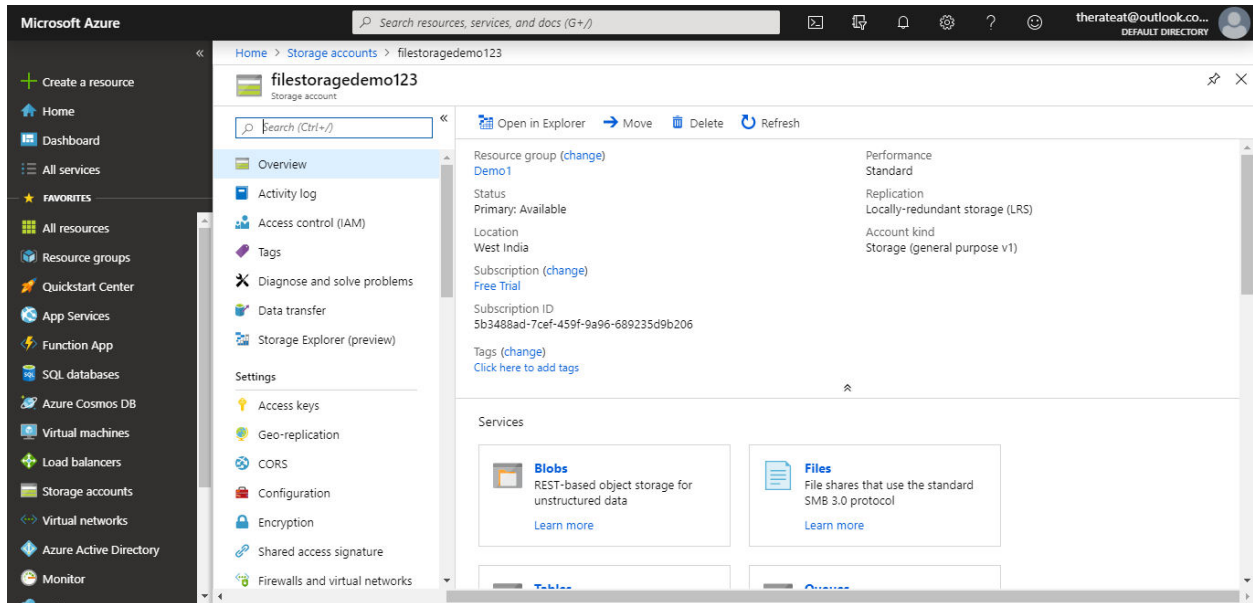 Microsoft Azure
Search resources, services, and docs (G+/)
therateat@outlook.co...
DEFAULT DIRECTORY
Create a resource
Home
Dashboard
All services
FAVORITES
All resources
Resource groups
Quickstart Center
App Services
Function App
SQL databases
Azure Cosmos DB
Virtual machines
Load balancers
Storage accounts
Virtual networks
Azure Active Directory
Monitor
Home > Storage accounts > filestoragedemo123
filestoragedemo123
Storage account
Search (Ctrl+/)
Overview
Activity log
Access control (IAM)
Tags
Diagnose and solve problems
Data transfer
Storage Explorer (preview)
Settings
Access keys
Geo-replication
CORS
Configuration
Encryption
Shared access signature
Firewalls and virtual networks
Open in Explorer Move Delete Refresh
Resource group (change)
Demo1
Status
Primary: Available
Location
West India
Subscription (change)
Free Trial
Subscription ID
5b3488ad-7cef-459f-9a96-689235d9b206
Tags (change)
Click here to add tags
Performance
Standard
Replication
Locally-redundant storage (LRS)
Account kind
Storage (general purpose v1)
Services
Blobs
REST-based object storage for
unstructured data
Learn more
Files
File shares that use the standard
SMB 3.0 protocol
Learn more
Tables
Queues